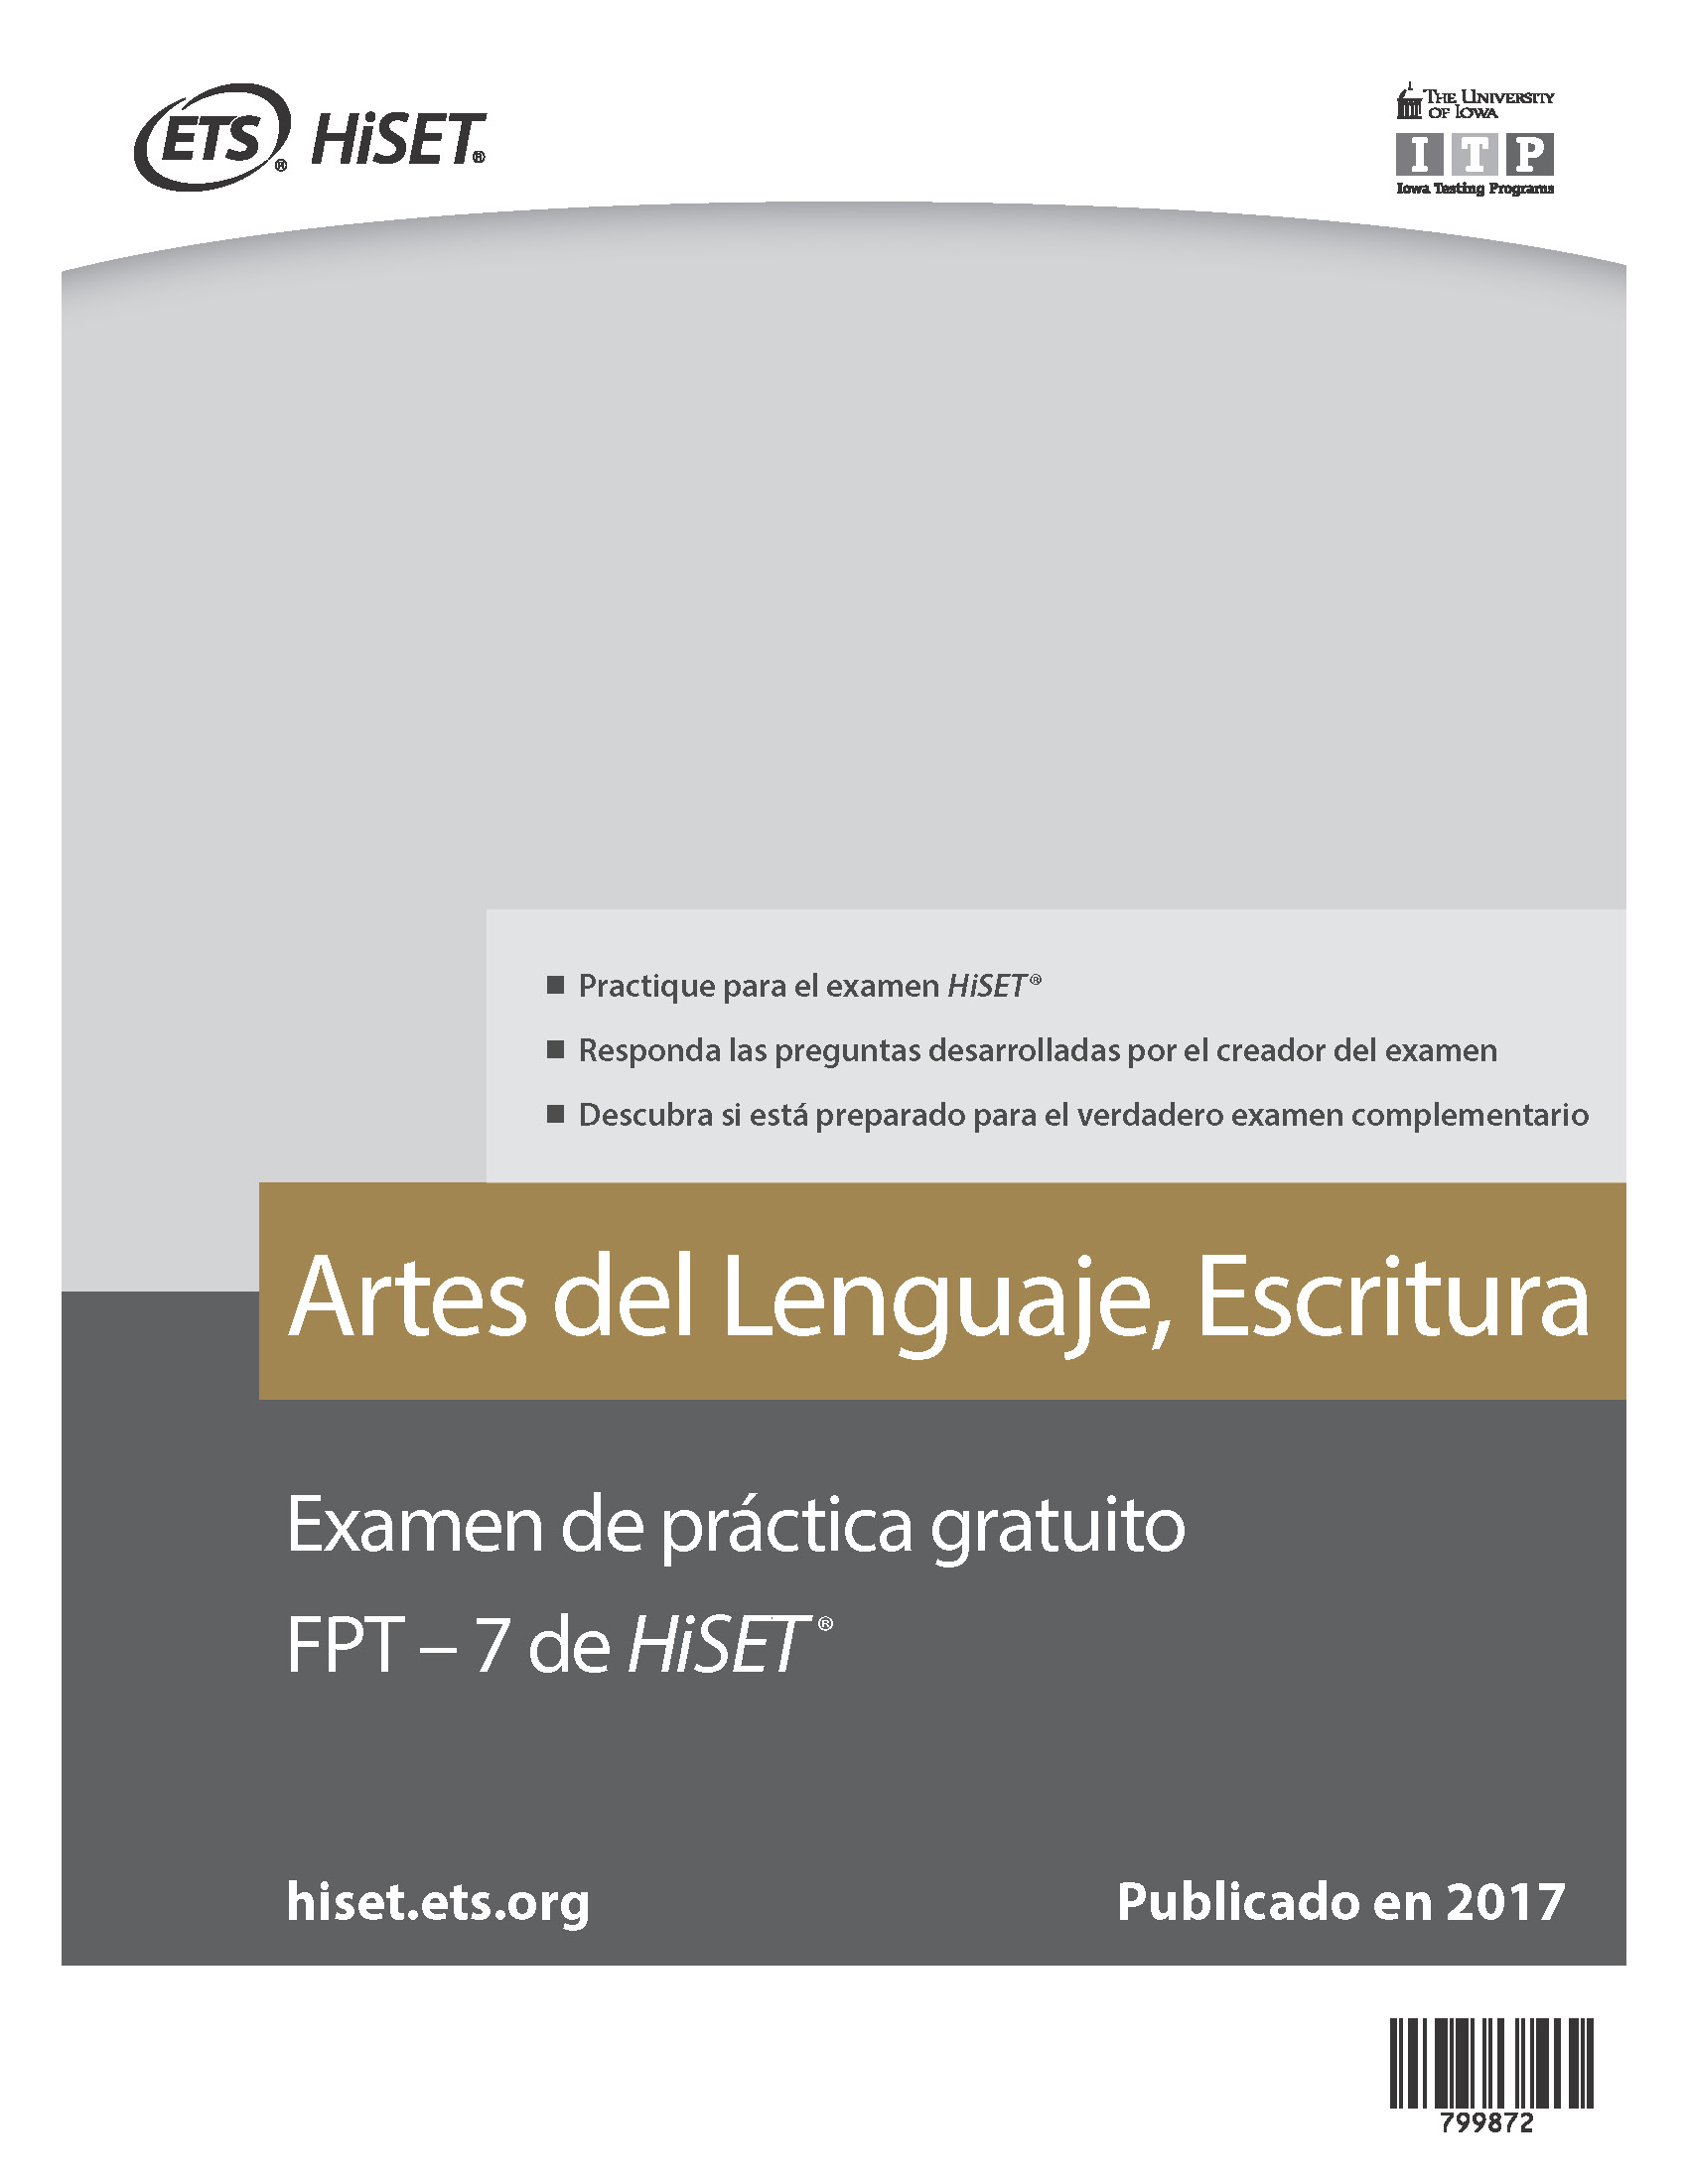 ETS® HiSET®
THE UNIVERSITY
OF IOWA
ITP
Iowa Testing Programs
■ Practique para el examen HiSET®
■ Responda las preguntas desarrolladas por el creador del examen
■ Descubra si está preparado para el verdadero examen complementario
Artes del Lenguaje, Escritura
Examen de práctica gratuito
FPT – 7 de HiSET®
hiset.ets.org
Publicado en 2017
799872